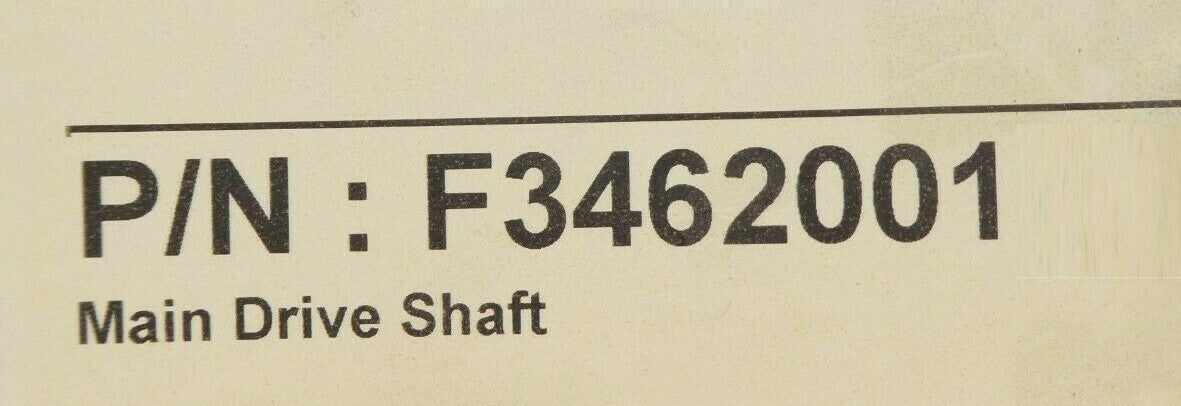 P/N : F3462001
Main Drive Shaft